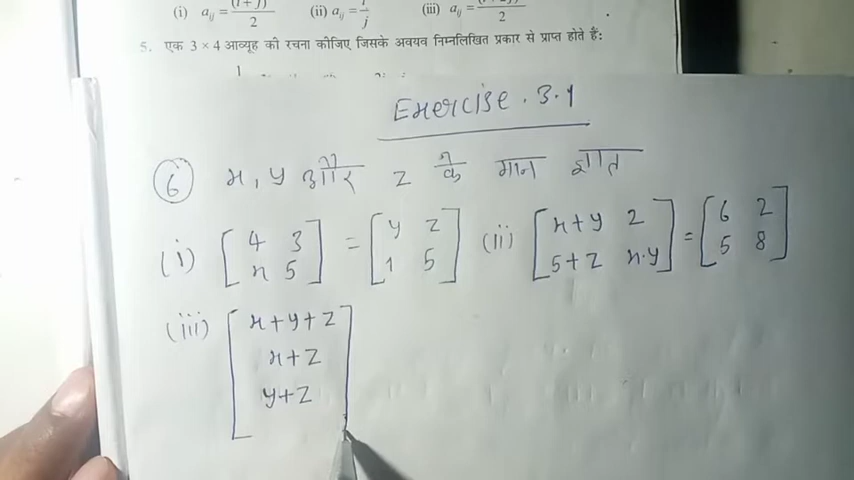 (i) aij = (i+j)/2 (ii) aij = i/j (iii) aij = 2
5. एक 3 × 4 आव्यूह की रचना कीजिए जिसके अवयव निम्नलिखित प्रकार से प्राप्त होते हैं:
Exercise . 3.1
6 x, y और z के मान ज्ञात
(i) [4 3 = [y z (ii) [x+y 2 = [6 2
x 5] 1 5] 5+z x.y] 5 8]
(iii) [x+y+z
x+z
y+z]